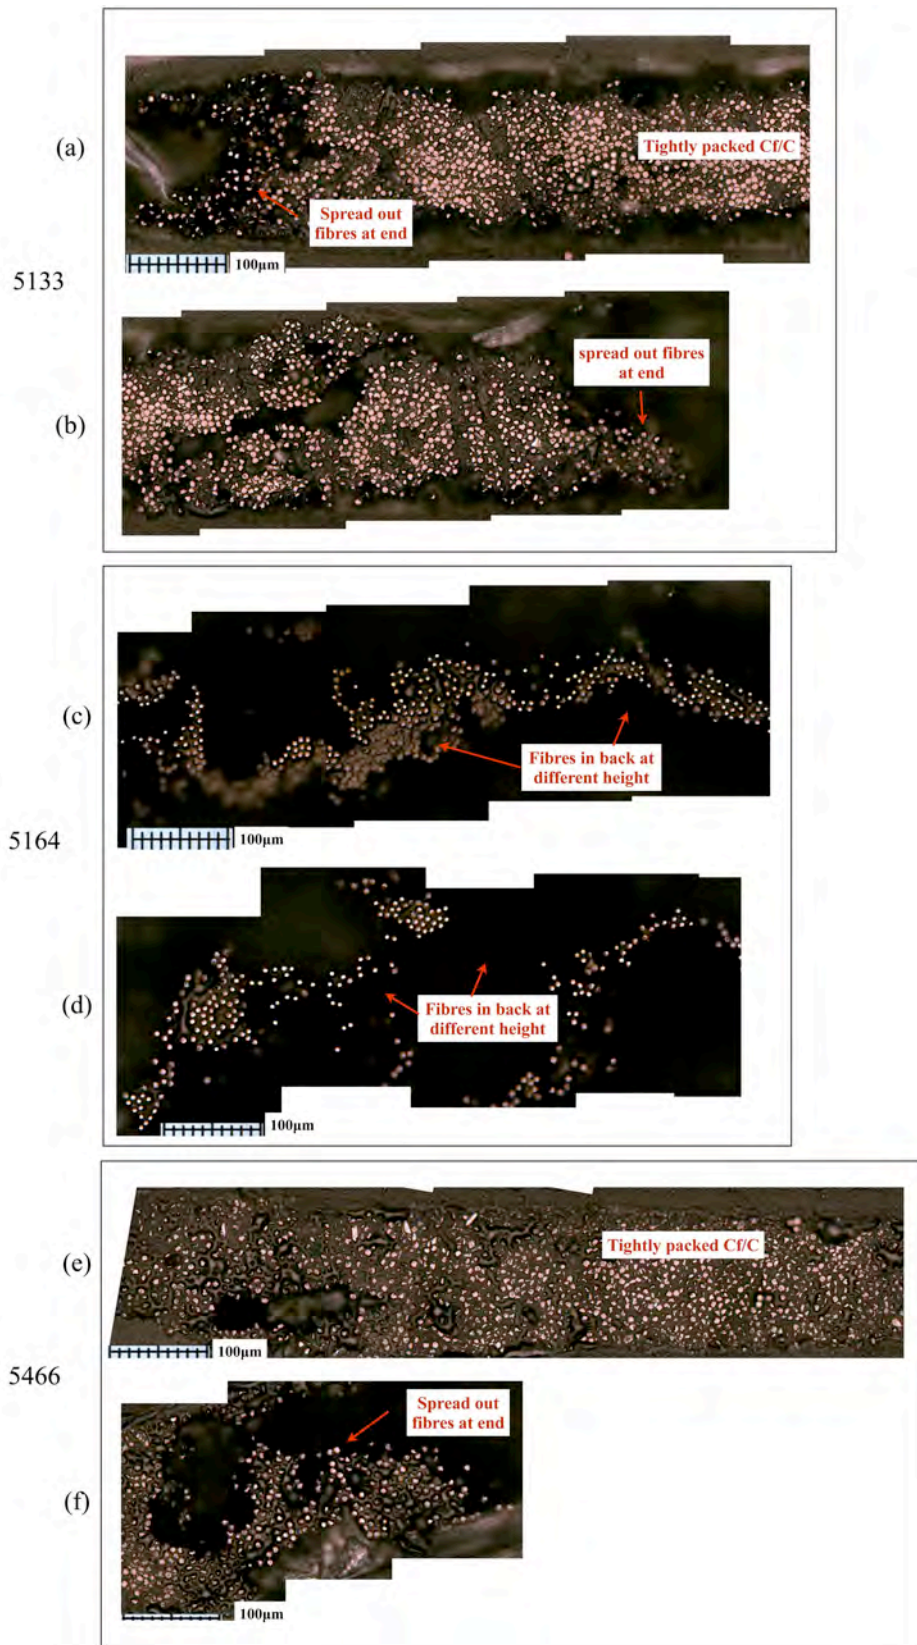 (a)
Tightly packed Cf/C
Spread out
fibres at end
100µm
5133
spread out fibres
at end
(b)
(c)
Fibres in back at
different height
100µm
5164
(d)
Fibres in back at
different height
100µm
(e)
Tightly packed Cf/C
100µm
5466
Spread out
fibres at end
(f)
100µm